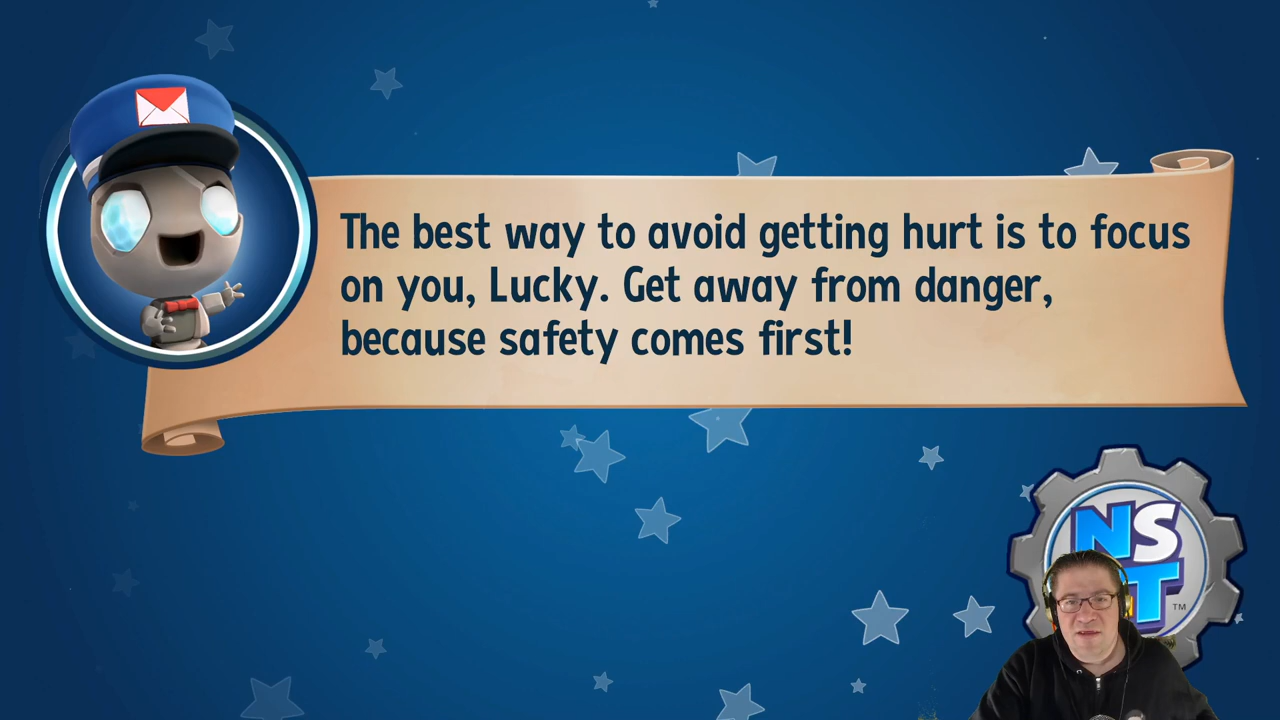 The best way to avoid getting hurt is to focus
on you, Lucky. Get away from danger,
because safety comes first!
NS
T™